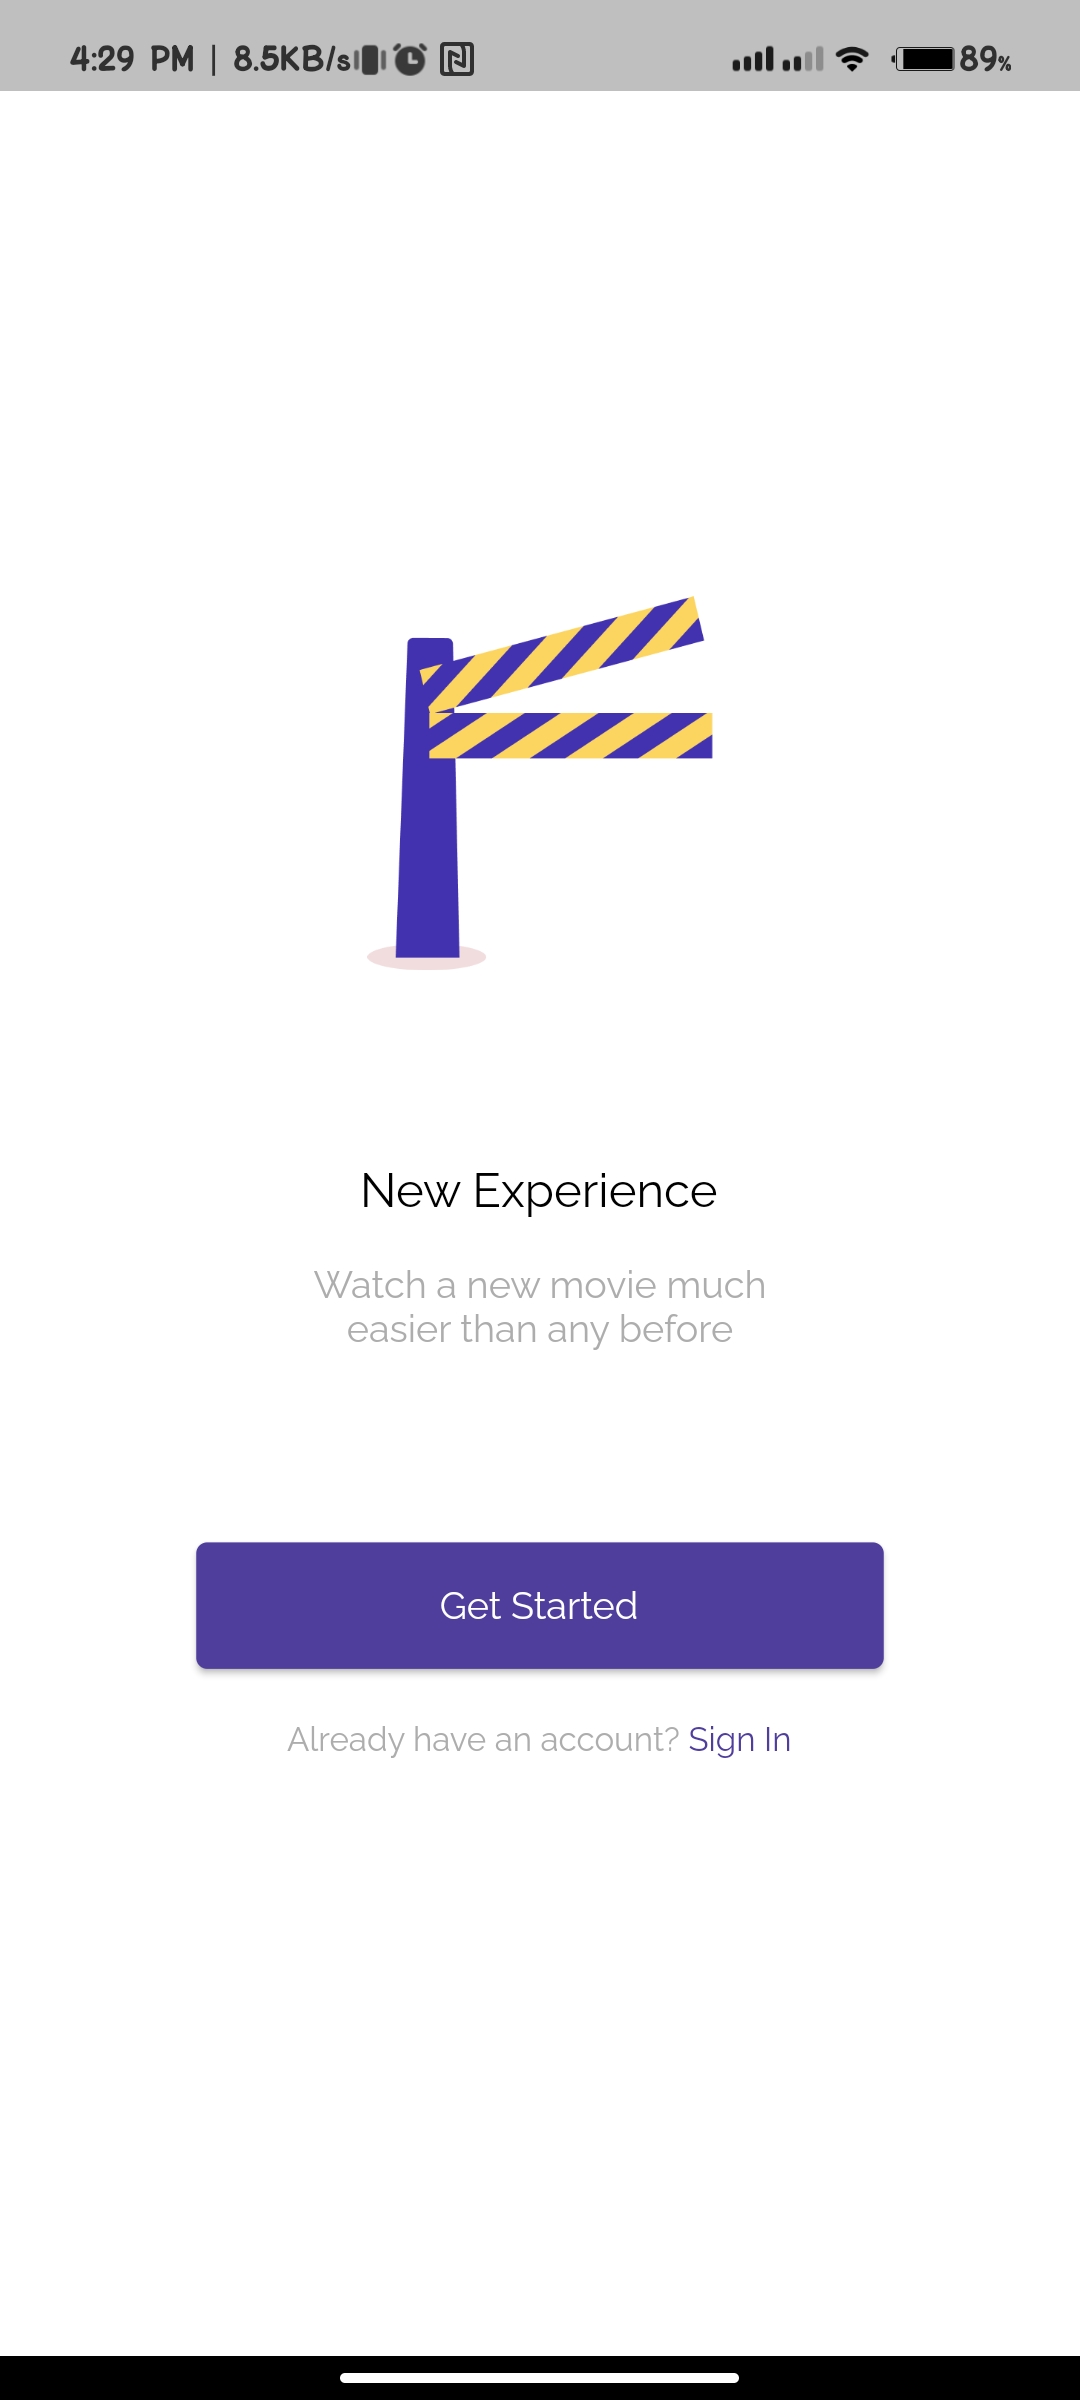 4:29 PM | 8.5KB/s 89%
New Experience
Watch a new movie much
easier than any before
Get Started
Already have an account? Sign In